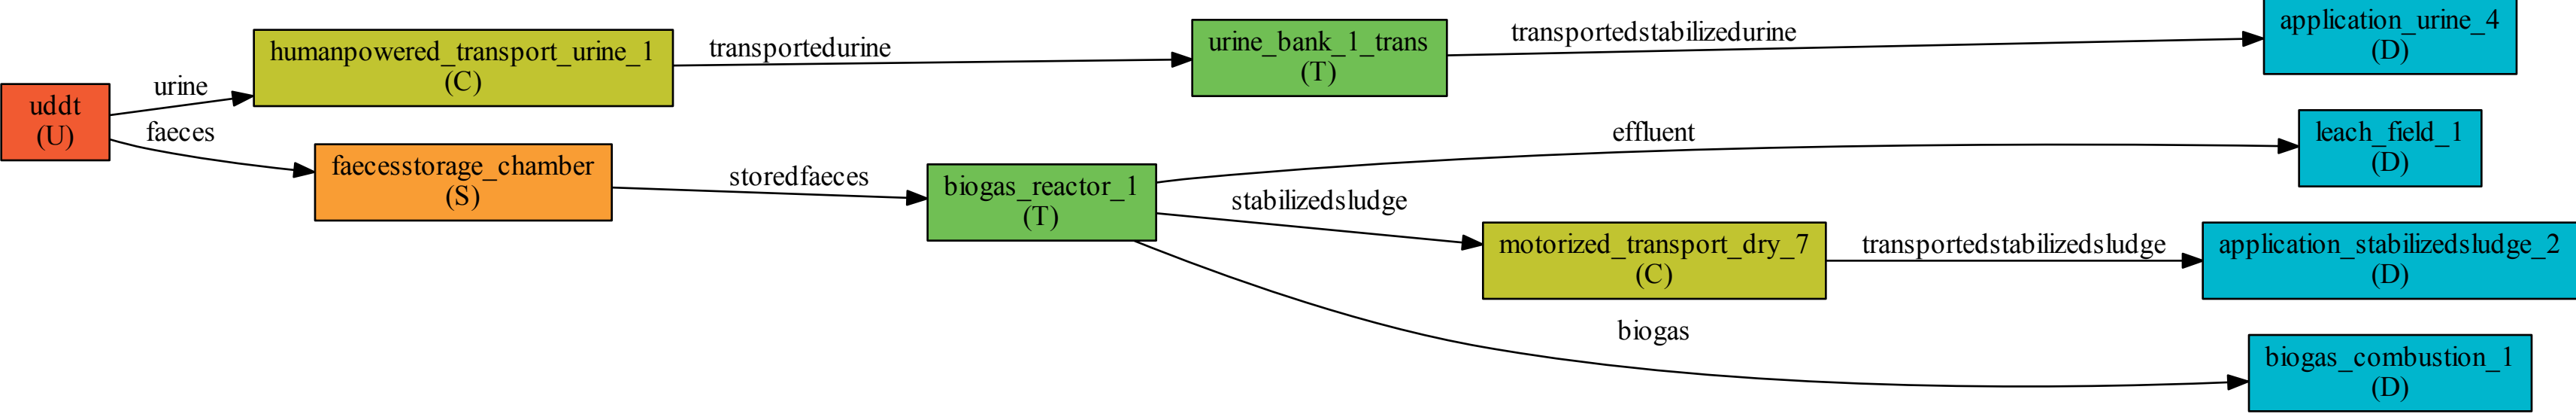 uddt
(U)
urine
faeces
humanpowered_transport_urine_1
(C)
faecesstorage_chamber
(S)
transportedurine
storedfaeces
biogas_reactor_1
(T)
urine_bank_1_trans
(T)
stabilizedsludge
transportedstabilizedurine
effluent
motorized_transport_dry_7
(C)
biogas
transportedstabilizedsludge
application_urine_4
(D)
leach_field_1
(D)
application_stabilizedsludge_2
(D)
biogas_combustion_1
(D)